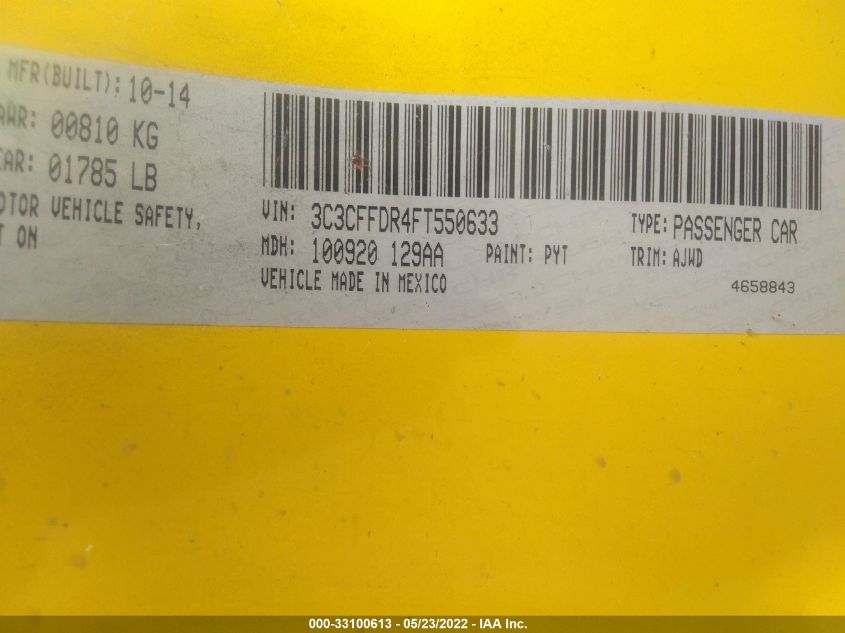 MFR(BUILT): 10-14
AWR: 00810 KG
01785 LB
VEHICLE SAFETY,
ON
VIN: 3C3CFFDR4FT550633
TYPE: PASSENGER CAR
MDH: 100920 129AA
PAINT: PYT
TRIM: AJWD
VEHICLE MADE IN MEXICO
4658843
000-33100613 - 05/23/2022 - IAA Inc.